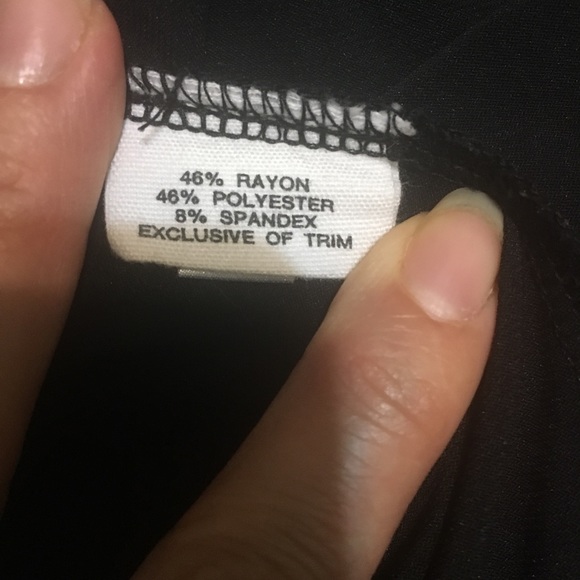 46% RAYON
46% POLYESTER
8% SPANDEX
EXCLUSIVE OF TRIM